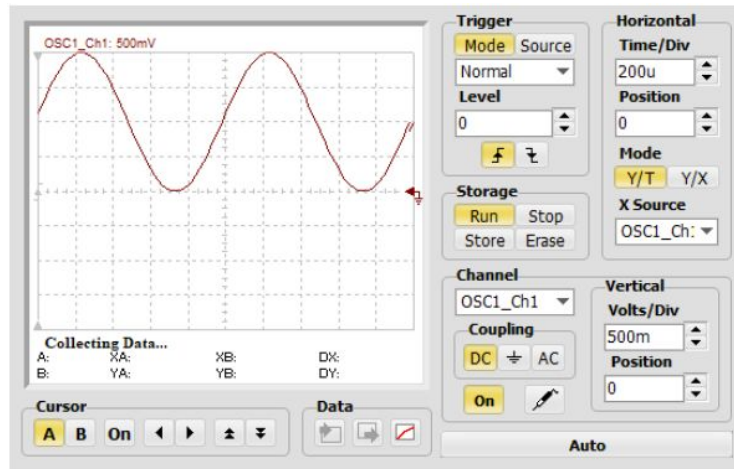 OSC1_Ch1: 500mV
Collecting Data...
A: XA: XB: DX:
B: YA: YB: DY:
Cursor
A B On
Data
Trigger
Mode Source
Normal
Level
0
Storage
Run Stop
Store Erase
Horizontal
Time/Div
200u
Position
0
Mode
Y/T Y/X
X Source
OSC1_Ch:
Channel
OSC1_Ch1
Coupling
DC AC
On
Vertical
Volts/Div
500m
Position
0
Auto